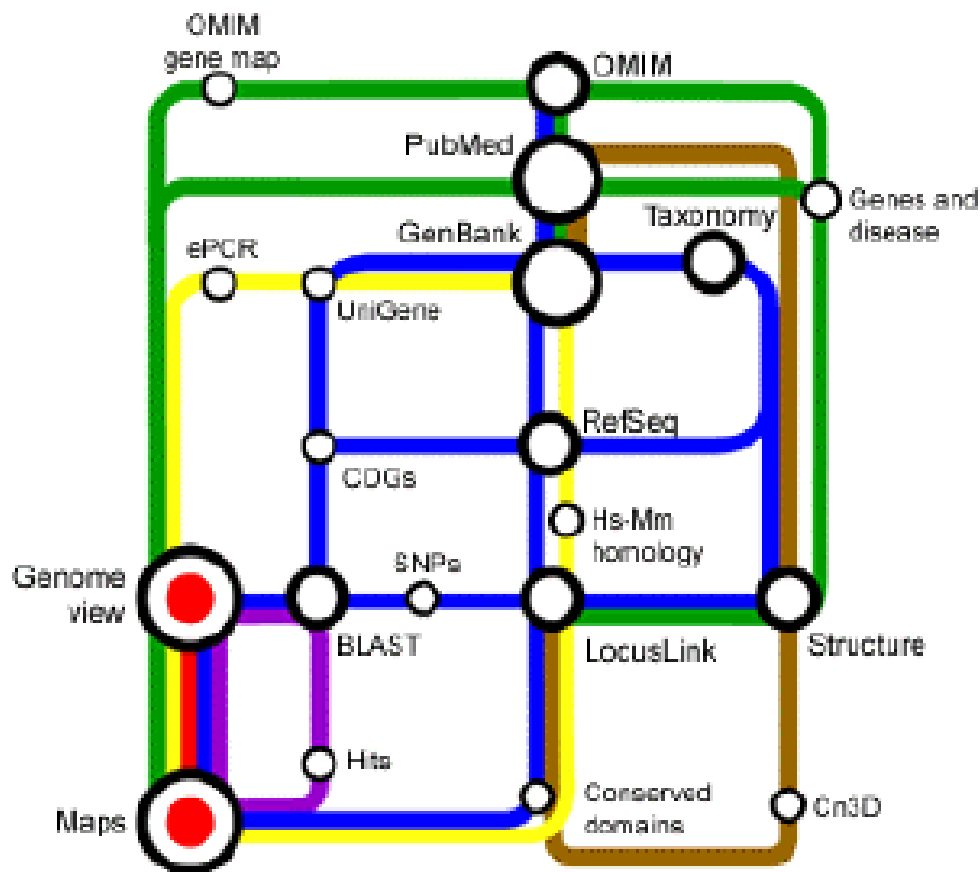 OMIM
gene map
OMIM
PubMed
Genes and
disease
Taxonomy
GenBank
ePCR
UniGene
RefSeq
CDGs
Hs-Mm
homology
SNPs
Genome
view
BLAST
LocusLink
Structure
Hits
Conserved
domains
Cn3D
Maps